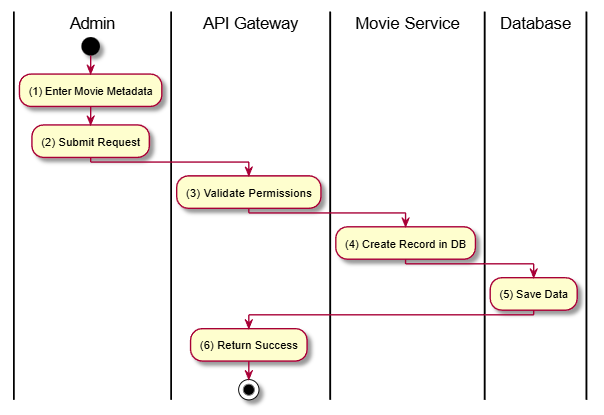 Admin
API Gateway
Movie Service
Database
(1) Enter Movie Metadata
(2) Submit Request
(3) Validate Permissions
(4) Create Record in DB
(5) Save Data
(6) Return Success